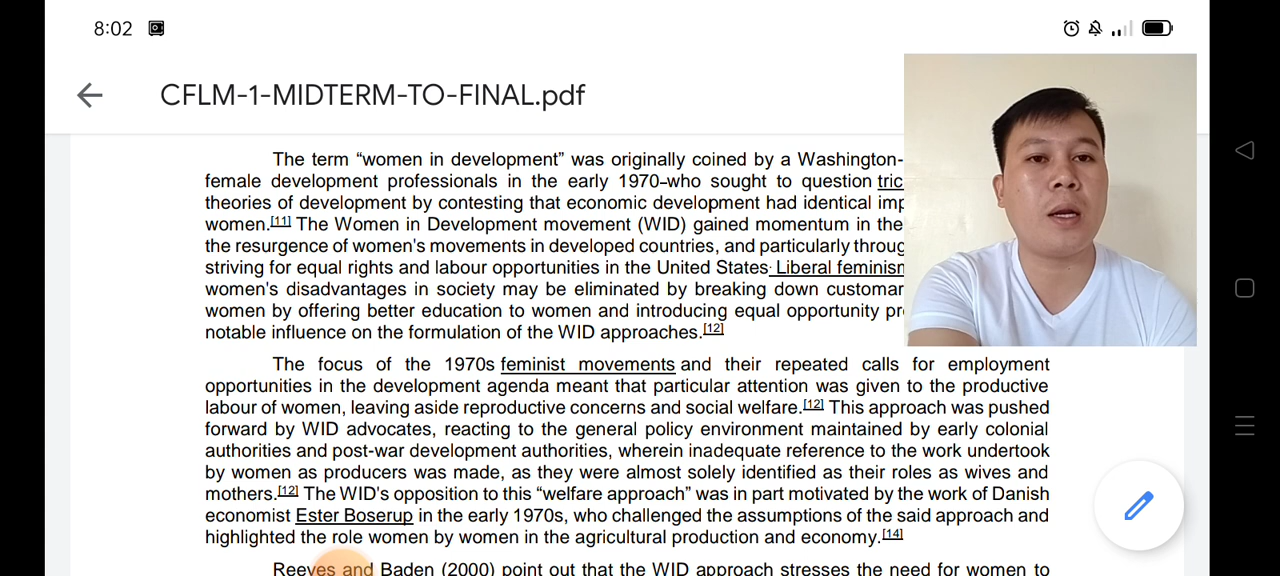 8:02
CFLM-1-MIDTERM-TO-FINAL.pdf
The term “women in development” was originally coined by a Washington-
female development professionals in the early 1970–who sought to question tric
theories of development by contesting that economic development had identical imp
women.[11] The Women in Development movement (WID) gained momentum in the
the resurgence of women's movements in developed countries, and particularly throug
striving for equal rights and labour opportunities in the United States. Liberal feminism
women's disadvantages in society may be eliminated by breaking down customar
women by offering better education to women and introducing equal opportunity pr
notable influence on the formulation of the WID approaches.[12]
The focus of the 1970s feminist movements and their repeated calls for employment
opportunities in the development agenda meant that particular attention was given to the productive
labour of women, leaving aside reproductive concerns and social welfare.[12] This approach was pushed
forward by WID advocates, reacting to the general policy environment maintained by early colonial
authorities and post-war development authorities, wherein inadequate reference to the work undertook
by women as producers was made, as they were almost solely identified as their roles as wives and
mothers.[12] The WID's opposition to this “welfare approach” was in part motivated by the work of Danish
economist Ester Boserup in the early 1970s, who challenged the assumptions of the said approach and
highlighted the role women by women in the agricultural production and economy.[14]
Reeves and Baden (2000) point out that the WID approach stresses the need for women to